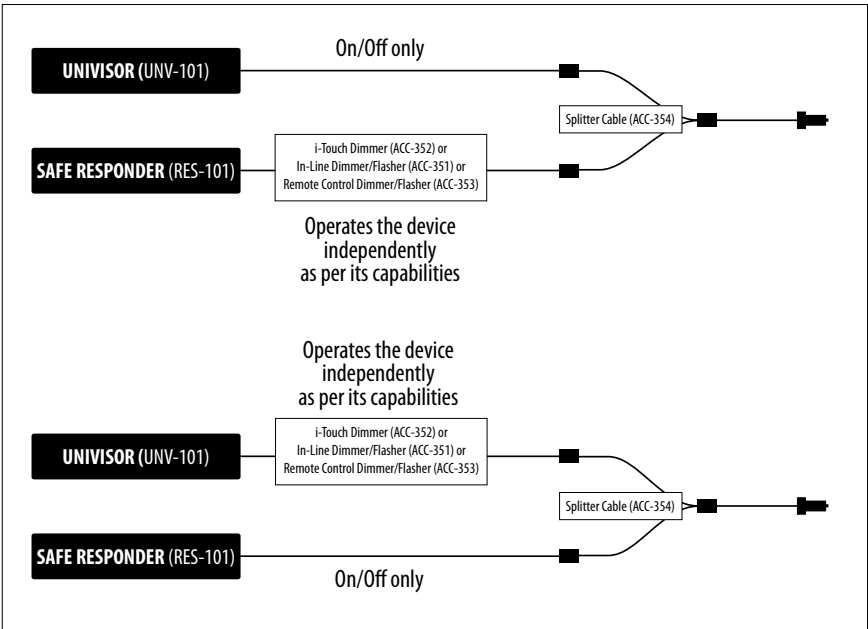 On/Off only
UNIVISOR (UNV-101)
Splitter Cable (ACC-354)
i-Touch Dimmer (ACC-352) or
In-Line Dimmer/Flasher (ACC-351) or
Remote Control Dimmer/Flasher (ACC-353)
SAFE RESPONDER (RES-101)
Operates the device
independently
as per its capabilities
Operates the device
independently
as per its capabilities
i-Touch Dimmer (ACC-352) or
In-Line Dimmer/Flasher (ACC-351) or
Remote Control Dimmer/Flasher (ACC-353)
UNIVISOR (UNV-101)
Splitter Cable (ACC-354)
SAFE RESPONDER (RES-101)
On/Off only